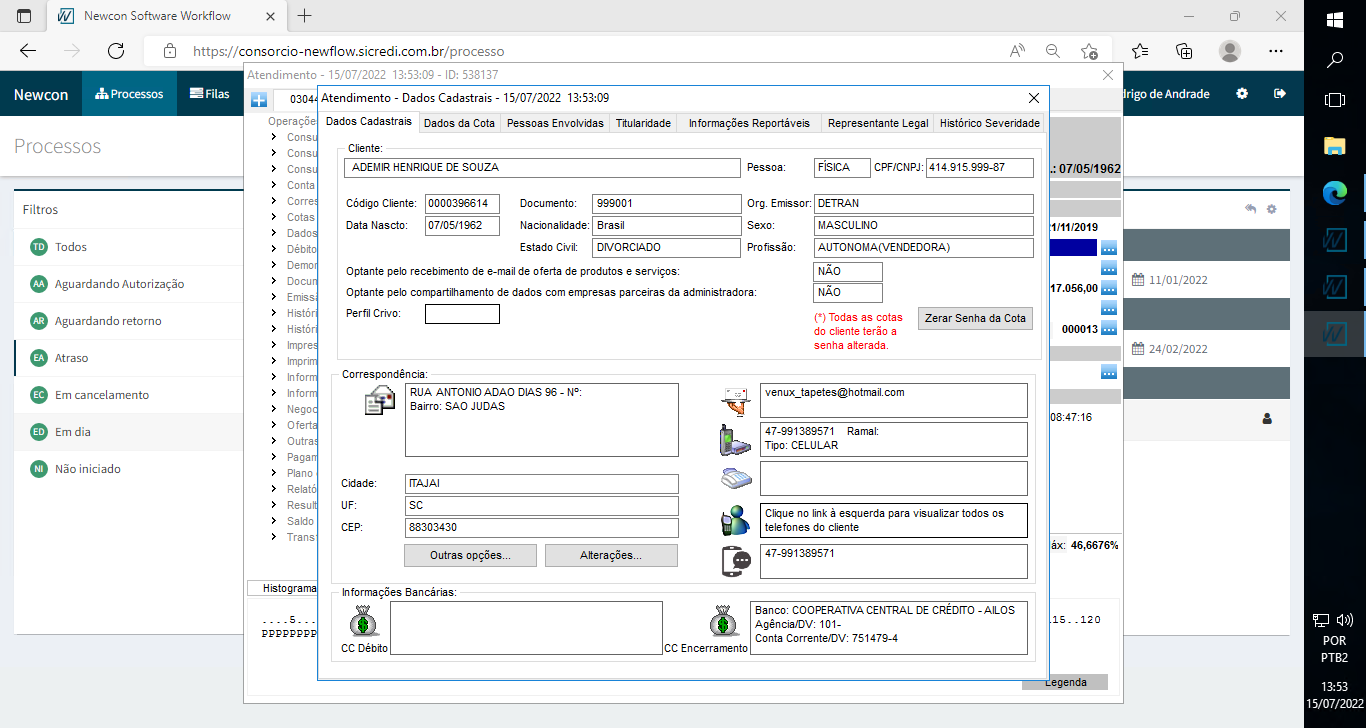 Newcon Software Workflow
https://consorcio-newflow.sicredi.com.br/processo
Newcon
Processos
Filas
drigo de Andrade
Processos
Filtros
TD Todos
AA Aguardando Autorização
AR Aguardando retorno
EA Atraso
EC Em cancelamento
ED Em dia
NI Não iniciado
Atendimento - 15/07/2022 13:53:09 - ID: 538137
0304
Operaçõe
Consu
Consu
Consu
Conta
Corres
Cotas
Dados
Débito
Demor
Docum
Emissã
Históri
Históri
Impres
Imprim
Inform
Inform
Negoc
Oferta
Outras
Pagam
Plano
Relató
Result
Saldo
Transf
Histograma
....5...
PPPPPPPPP
Atendimento - Dados Cadastrais - 15/07/2022 13:53:09
Dados Cadastrais
Dados da Cota
Pessoas Envolvidas
Titularidade
Informações Reportáveis
Representante Legal
Histórico Severidade
Cliente:
ADEMIR HENRIQUE DE SOUZA
Pessoa:
FÍSICA
CPF/CNPJ:
414.915.999-87
Código Cliente:
0000396614
Documento:
999001
Org. Emissor:
DETRAN
Data Nascto:
07/05/1962
Nacionalidade:
Brasil
Sexo:
MASCULINO
Estado Civil:
DIVORCIADO
Profissão:
AUTONOMA(VENDEDORA)
Optante pelo recebimento de e-mail de oferta de produtos e serviços:
NÃO
Optante pelo compartilhamento de dados com empresas parceiras da administradora:
NÃO
Perfil Crivo:
(*) Todas as cotas
do cliente terão a
senha alterada.
Zerar Senha da Cota
Correspondência:
RUA ANTONIO ADAO DIAS 96 - Nº:
Bairro: SAO JUDAS
Cidade:
ITAJAI
UF:
SC
CEP:
88303430
Outras opções...
Alterações...
venux_tapetes@hotmail.com
47-991389571 Ramal:
Tipo: CELULAR
Clique no link à esquerda para visualizar todos os
telefones do cliente
47-991389571
Informações Bancárias:
CC Débito
CC Encerramento
Banco: COOPERATIVA CENTRAL DE CRÉDITO - AILOS
Agência/DV: 101-
Conta Corrente/DV: 751479-4
.: 07/05/1962
21/11/2019
17.056,00
000013
08:47:16
áx: 46,6676%
15..120
Legenda
11/01/2022
24/02/2022
POR
PTB2
13:53
15/07/2022